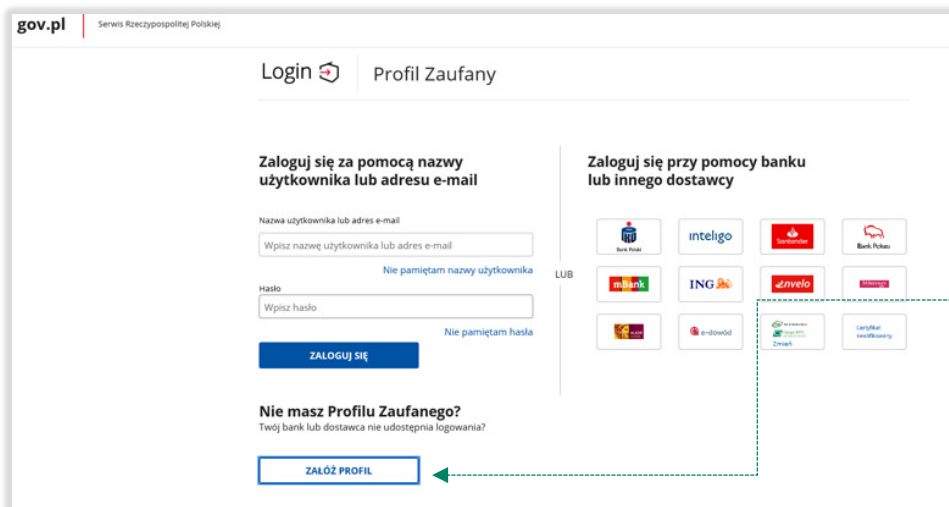 gov.pl
Serwis Rzeczypospolitej Polskiej
Login
Profil Zaufany
Zaloguj się za pomocą nazwy
użytkownika lub adresu e-mail
Nazwa użytkownika lub adres e-mail
Wpisz nazwę użytkownika lub adres e-mail
Nie pamiętam nazwy użytkownika
Hasło
Wpisz hasło
Nie pamiętam hasła
ZALOGUJ SIĘ
LUB
Zaloguj się przy pomocy banku
lub innego dostawcy
Bank Polski
inteligo
Santander
Bank Pekao
mBank
ING
envelo
Millennium
e-dowód
Zmień
Certyfikat
kwalifikowany
Nie masz Profilu Zaufanego?
Twój bank lub dostawca nie udostępnia logowania?
ZAŁÓŻ PROFIL